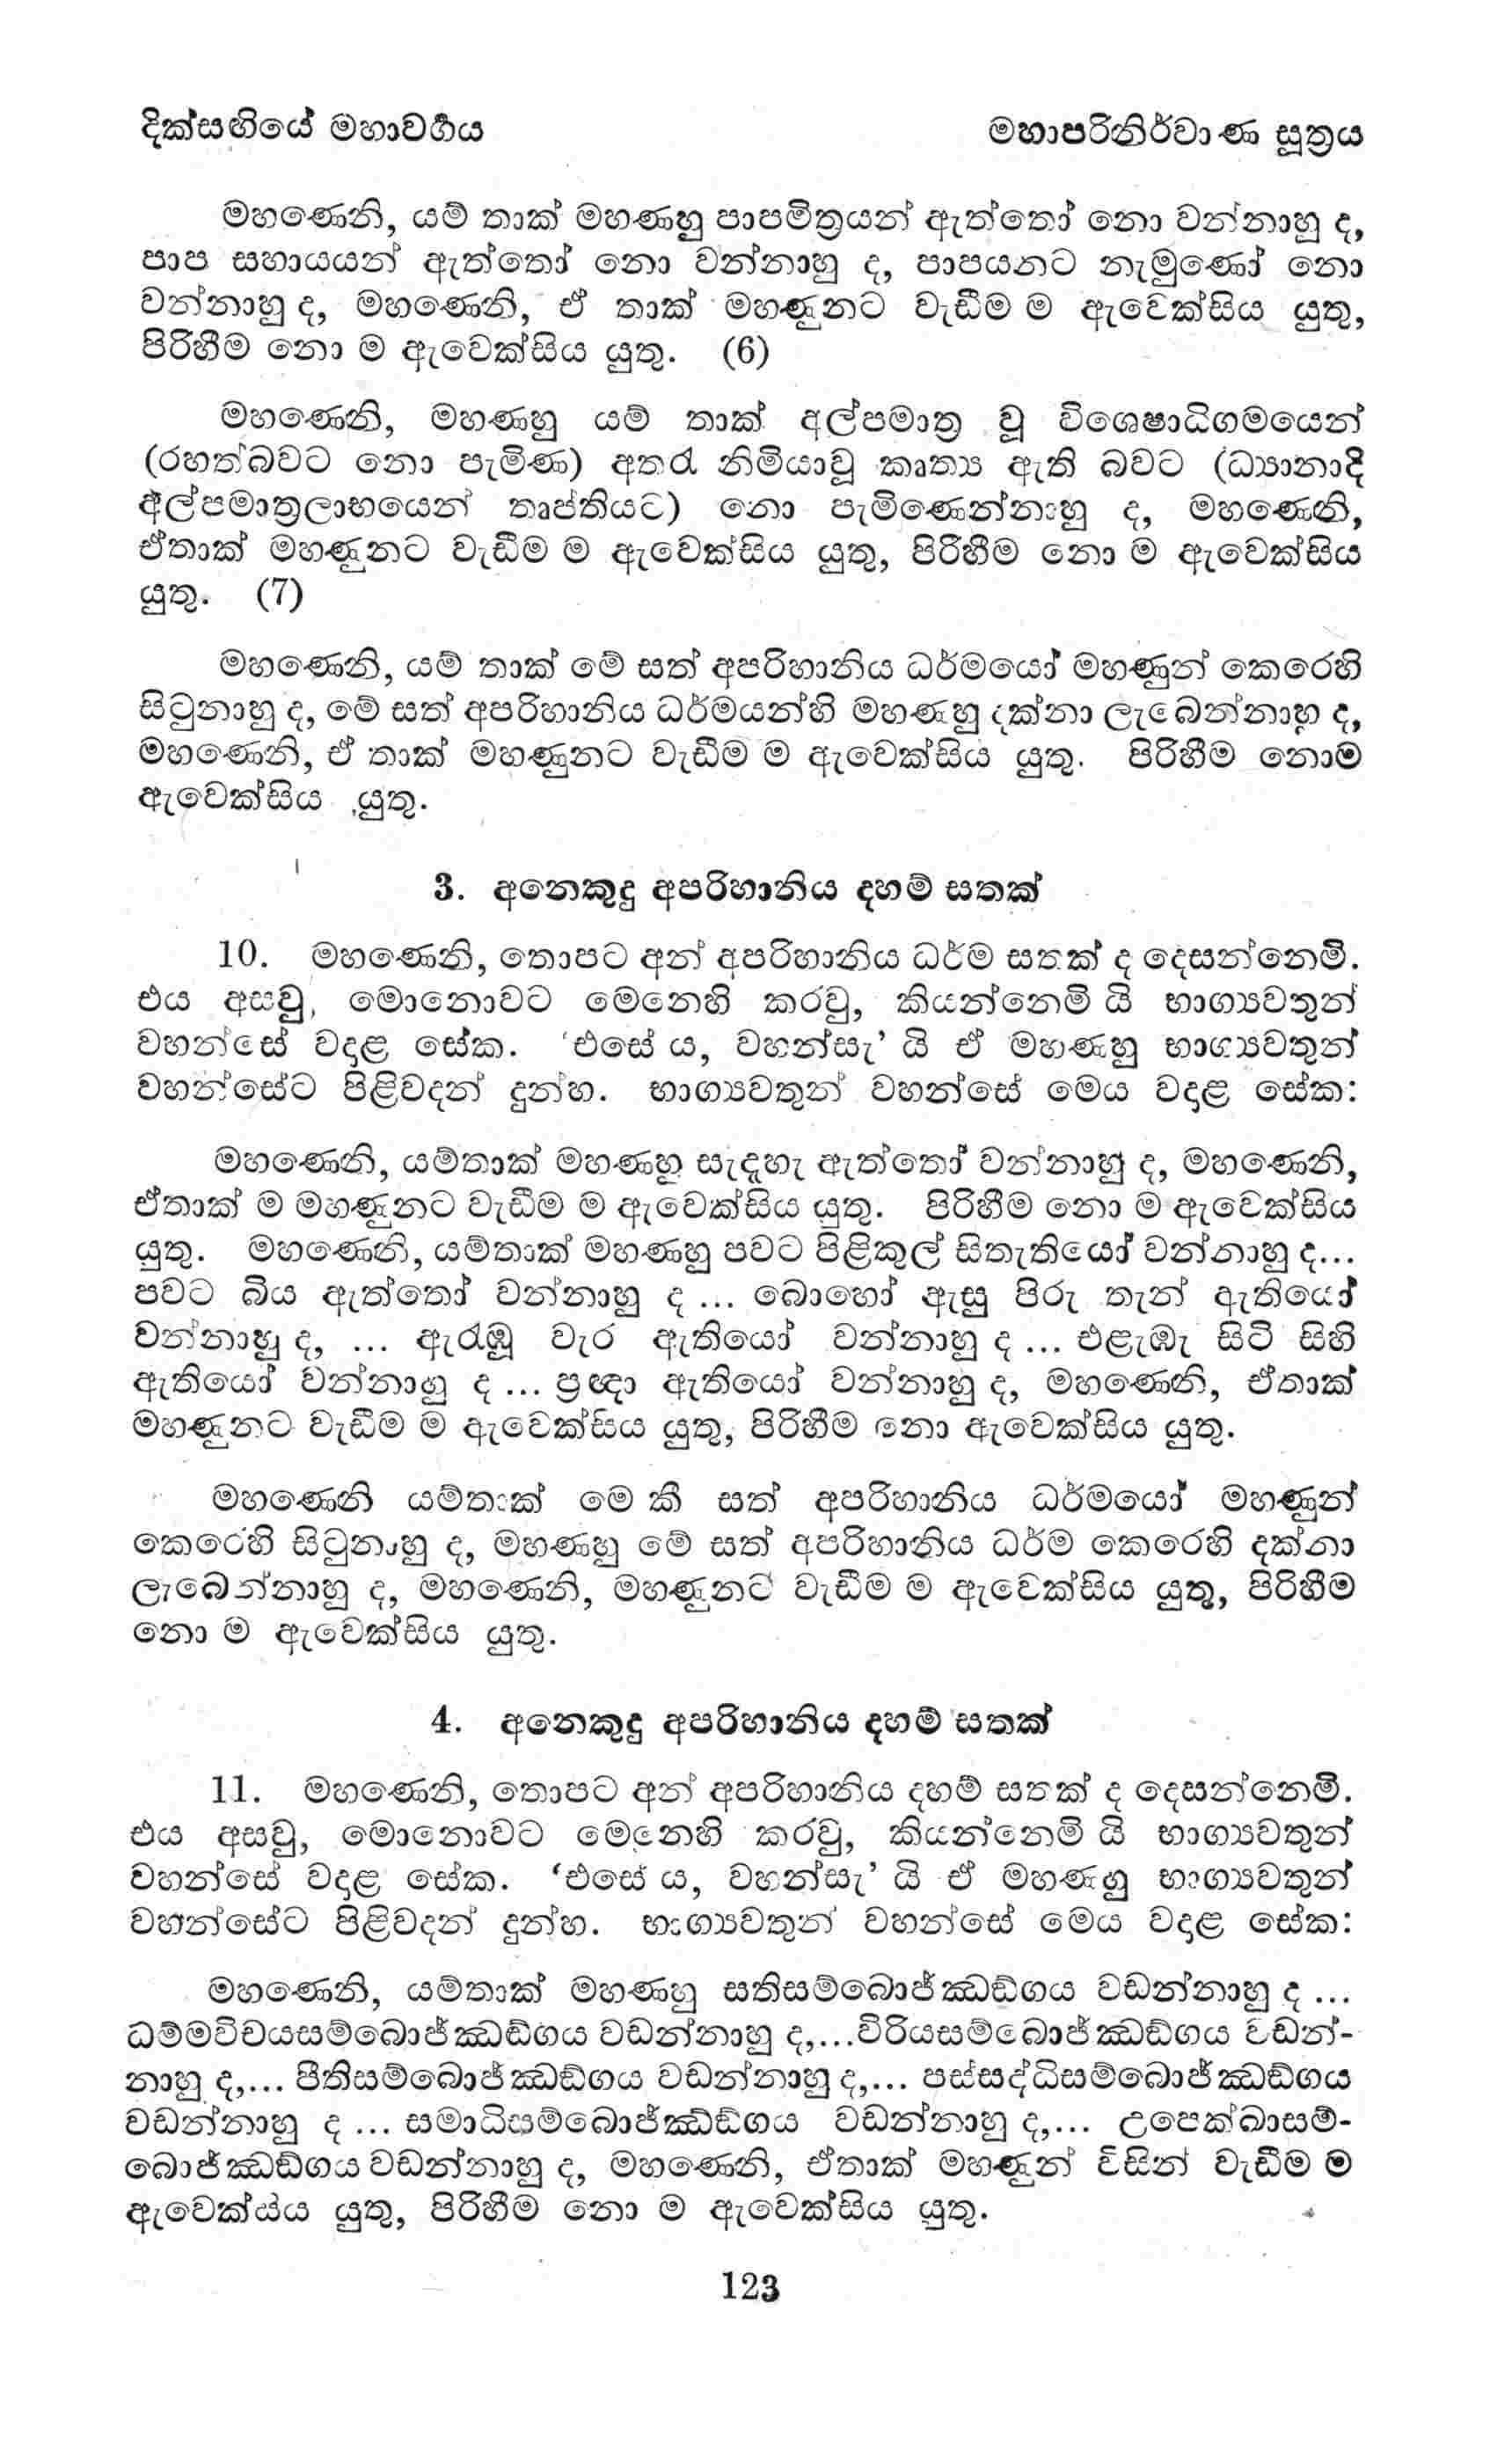 දික්සඟියේ මහාවර්‍ගය
මහාපරිනිර්වාණ සූත්‍රය
මහණෙනි, යම් තාක් මහණහු පාපමිත්‍රයන් ඇත්තෝ නො වන්නාහු ද,
පාප සහායයන් ඇත්තෝ නො වන්නාහු ද, පාපයනට නැමුණෝ නො
වන්නාහු ද, මහණෙනි, ඒ තාක් මහණුනට වැඩීම ම ඇවෙක්සිය යුතු,
පිරිහීම නො ම ඇවෙක්සිය යුතු. (6)
මහණෙනි, මහණහු යම් තාක් අල්පමාත්‍ර වූ විශෙෂාධිගමයෙන්
(රහත්බවට නො පැමිණ) අතරැ නිමියාවූ කෘත්‍ය ඇති බවට (ධ්‍යානාදි
අල්පමාත්‍රලාභයෙන් තෘප්තියට) නො පැමිණෙන්නාහු ද, මහණෙනි,
ඒතාක් මහණුනට වැඩීම ම ඇවෙක්සිය යුතු, පිරිහීම නො ම ඇවෙක්සිය
යුතු. (7)
මහණෙනි, යම් තාක් මේ සත් අපරිහානිය ධර්මයෝ මහණුන් කෙරෙහි
සිටුනාහු ද, මේ සත් අපරිහානිය ධර්මයන්හි මහණහු දක්නා ලැබෙන්නාහු ද,
මහණෙනි, ඒ තාක් මහණුනට වැඩීම ම ඇවෙක්සිය යුතු. පිරිහීම නොම
ඇවෙක්සිය යුතු.
3. අනෙකුදු අපරිහානිය දහම් සතක්
10. මහණෙනි, තොපට අන් අපරිහානිය ධර්ම සතක් ද දෙසන්නෙමි.
එය අසවු, මොනොවට මෙනෙහි කරවු, කියන්නෙමි යි භාග්‍යවතුන්
වහන්සේ වදාළ සේක. ‘එසේ ය, වහන්සැ’ යි ඒ මහණහු භාග්‍යවතුන්
වහන්සේට පිළිවදන් දුන්හ. භාග්‍යවතුන් වහන්සේ මෙය වදාළ සේක:
මහණෙනි, යම්තාක් මහණහු සැදැහැ ඇත්තෝ වන්නාහු ද, මහණෙනි,
ඒතාක් ම මහණුනට වැඩීම ම ඇවෙක්සිය යුතු. පිරිහීම නො ම ඇවෙක්සිය
යුතු. මහණෙනි, යම්තාක් මහණහු පවට පිළිකුල් සිතැතියෝ වන්නාහු ද...
පවට බිය ඇත්තෝ වන්නාහු ද ... බොහෝ ඇසූ පිරූ තැන් ඇතියෝ
වන්නාහු ද, ... ඇරැඹූ වැර ඇතියෝ වන්නාහු ද ... එළැඹැ සිටි සිහි
ඇතියෝ වන්නාහු ද ... ප්‍රඥා ඇතියෝ වන්නාහු ද, මහණෙනි, ඒතාක්
මහණුනට වැඩීම ම ඇවෙක්සිය යුතු, පිරිහීම නො ඇවෙක්සිය යුතු.
මහණෙනි යම්තාක් මෙ කී සත් අපරිහානිය ධර්මයෝ මහණුන්
කෙරෙහි සිටුනාහු ද, මහණහු මේ සත් අපරිහානිය ධර්ම කෙරෙහි දක්නා
ලැබෙන්නාහු ද, මහණෙනි, මහණුනට වැඩීම ම ඇවෙක්සිය යුතු, පිරිහීම
නො ම ඇවෙක්සිය යුතු.
4. අනෙකුදු අපරිහානිය දහම් සතක්
11. මහණෙනි, තොපට අන් අපරිහානිය දහම් සතක් ද දෙසන්නෙමි.
එය අසවු, මොනොවට මෙනෙහි කරවු, කියන්නෙමි යි භාග්‍යවතුන්
වහන්සේ වදාළ සේක. ‘එසේ ය, වහන්සැ’ යි ඒ මහණහු භාග්‍යවතුන්
වහන්සේට පිළිවදන් දුන්හ. භාග්‍යවතුන් වහන්සේ මෙය වදාළ සේක:
මහණෙනි, යම්තාක් මහණහු සතිසම්බොජ්ඣඞ්ගය වඩන්නාහු ද ...
ධම්මවිචයසම්බොජ්ඣඞ්ගය වඩන්නාහු ද,...විරියසම්බොජ්ඣඞ්ගය වඩන්-
නාහු ද,... පීතිසම්බොජ්ඣඞ්ගය වඩන්නාහු ද,... පස්සද්ධිසම්බොජ්ඣඞ්ගය
වඩන්නාහු ද ... සමාධිසම්බොජ්ඣඞ්ගය වඩන්නාහු ද,... උපෙක්ඛාසම්-
බොජ්ඣඞ්ගය වඩන්නාහු ද, මහණෙනි, ඒතාක් මහණුන් විසින් වැඩීම ම
ඇවෙක්සිය යුතු, පිරිහීම නො ම ඇවෙක්සිය යුතු.
123